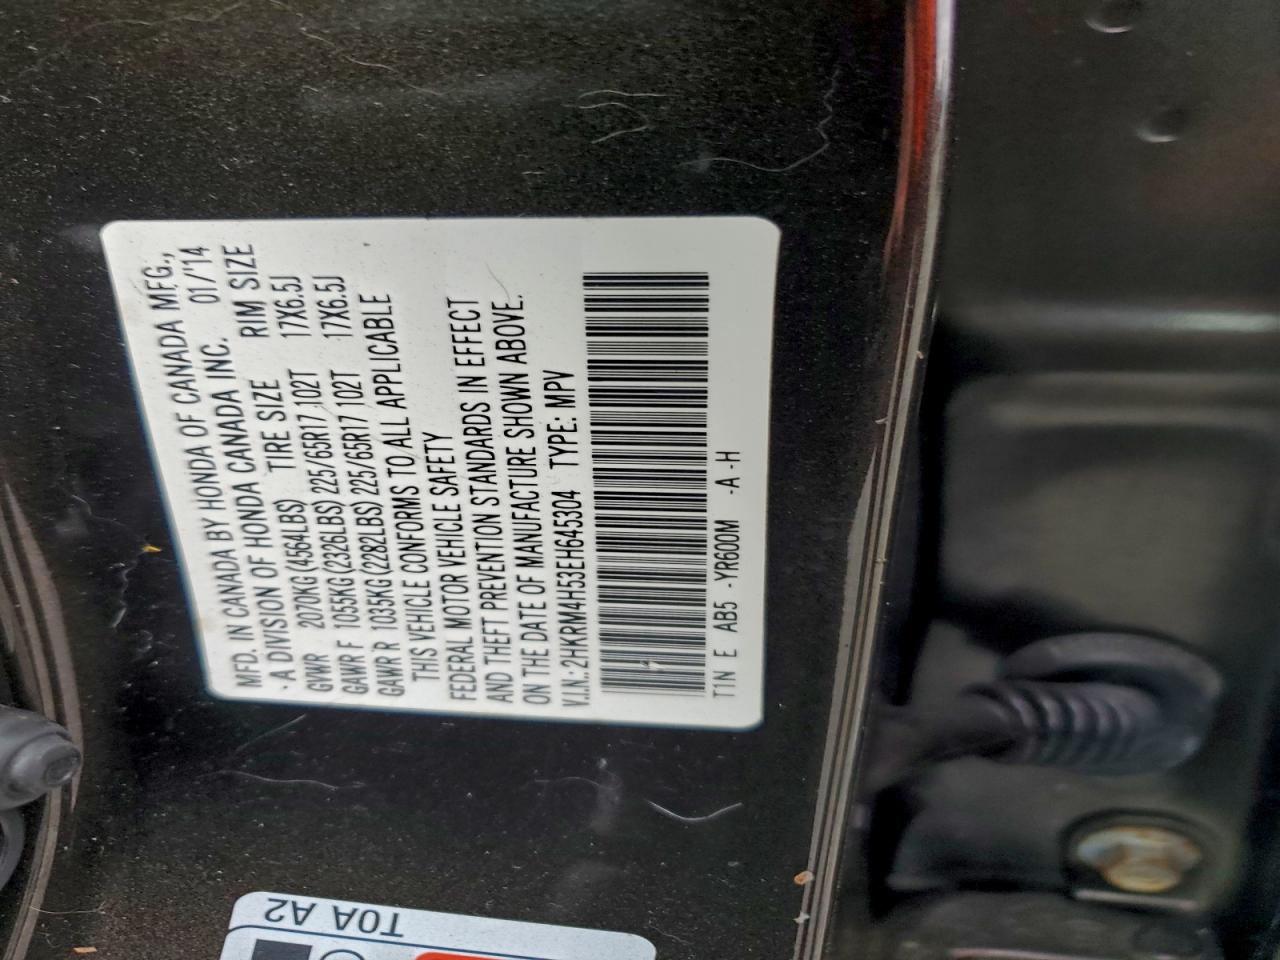 MFD. IN CANADA BY HONDA OF CANADA MFG.,
- A DIVISION OF HONDA CANADA INC. 01/'14
GVWR 2070KG (4564LBS) TIRE SIZE RIM SIZE
GAWR F 1055KG (2326LBS) 225/65R17 102T 17X6.5J
GAWR R 1035KG (2282LBS) 225/65R17 102T 17X6.5J
THIS VEHICLE CONFORMS TO ALL APPLICABLE
FEDERAL MOTOR VEHICLE SAFETY
AND THEFT PREVENTION STANDARDS IN EFFECT
ON THE DATE OF MANUFACTURE SHOWN ABOVE.
V.I.N.: 2HKRM4H53EH645304 TYPE: MPV
TIN E AB5 -YR600M -A-H
T0A A2